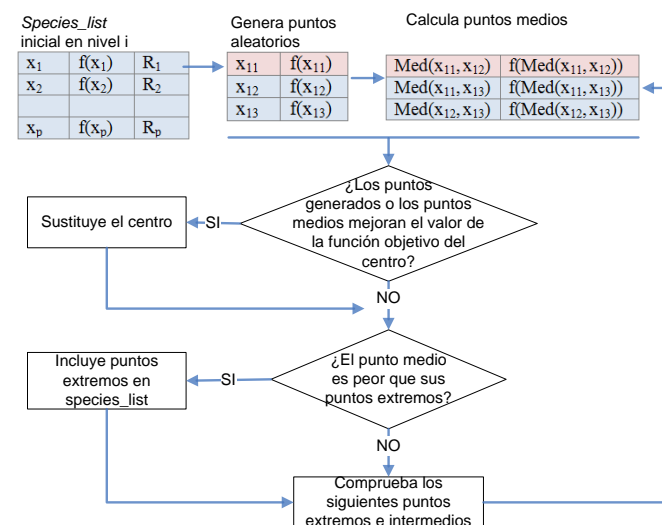 Species_list
inicial en nivel i
Genera puntos
aleatorios
Calcula puntos medios
x₁ f(x₁) R₁
x₂ f(x₂) R₂
xₚ f(xₚ) Rₚ
x₁₁ f(x₁₁)
x₁₂ f(x₁₂)
x₁₃ f(x₁₃)
Med(x₁₁,x₁₂) f(Med(x₁₁,x₁₂))
Med(x₁₁,x₁₃) f(Med(x₁₁,x₁₃))
Med(x₁₂,x₁₃) f(Med(x₁₂,x₁₃))
¿Los puntos
generados o los puntos
medios mejoran el valor de
la función objetivo del
centro?
SI
Sustituye el centro
NO
¿El punto medio
es peor que sus
puntos extremos?
SI
Incluye puntos
extremos en
species_list
NO
Comprueba los
siguientes puntos
extremos e intermedios